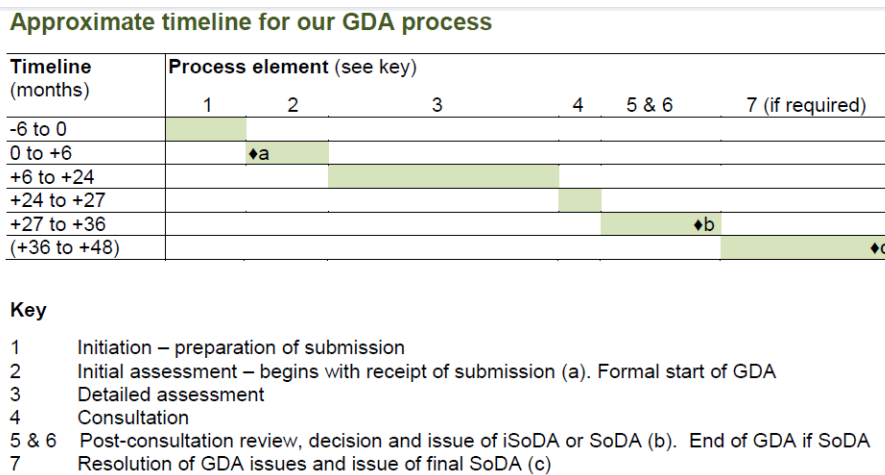 Approximate timeline for our GDA process
Timeline Process element (see key)
(months)
1 2 3 4 5 & 6 7 (if required)
-6 to 0
0 to +6 ♦a
+6 to +24
+24 to +27
+27 to +36 ♦b
(+36 to +48) ♦c
Key
1 Initiation – preparation of submission
2 Initial assessment – begins with receipt of submission (a). Formal start of GDA
3 Detailed assessment
4 Consultation
5 & 6 Post-consultation review, decision and issue of iSoDA or SoDA (b). End of GDA if SoDA
7 Resolution of GDA issues and issue of final SoDA (c)